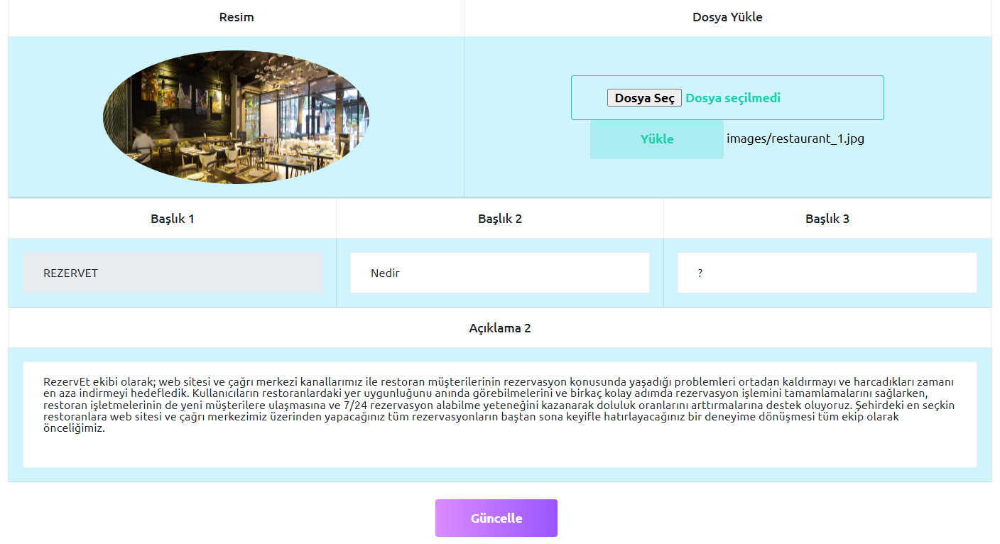 Resim
Dosya Yükle
Dosya Seç Dosya seçilmedi
Yükle images/restaurant_1.jpg
Başlık 1
Başlık 2
Başlık 3
REZERVET
Nedir
?
Açıklama 2
RezervEt ekibi olarak; web sitesi ve çağrı merkezi kanallarımız ile restoran müşterilerinin rezervasyon konusunda yaşadığı problemleri ortadan kaldırmayı ve harcadıkları zamanı
en aza indirmeyi hedefledik. Kullanıcıların restoranlardaki yer uygunluğunu anında görebilmelerini ve birkaç kolay adımda rezervasyon işlemini tamamlamalarını sağlarken,
restoran işletmelerinin de yeni müşterilere ulaşmasına ve 7/24 rezervasyon alabilme yeteneğini kazanarak doluluk oranlarını arttırmalarına destek oluyoruz. Şehirdeki en seçkin
restoranlara web sitesi ve çağrı merkezimiz üzerinden yapacağınız tüm rezervasyonların baştan sona keyifle hatırlayacağınız bir deneyime dönüşmesi tüm ekip olarak
önceliğimiz.
Güncelle